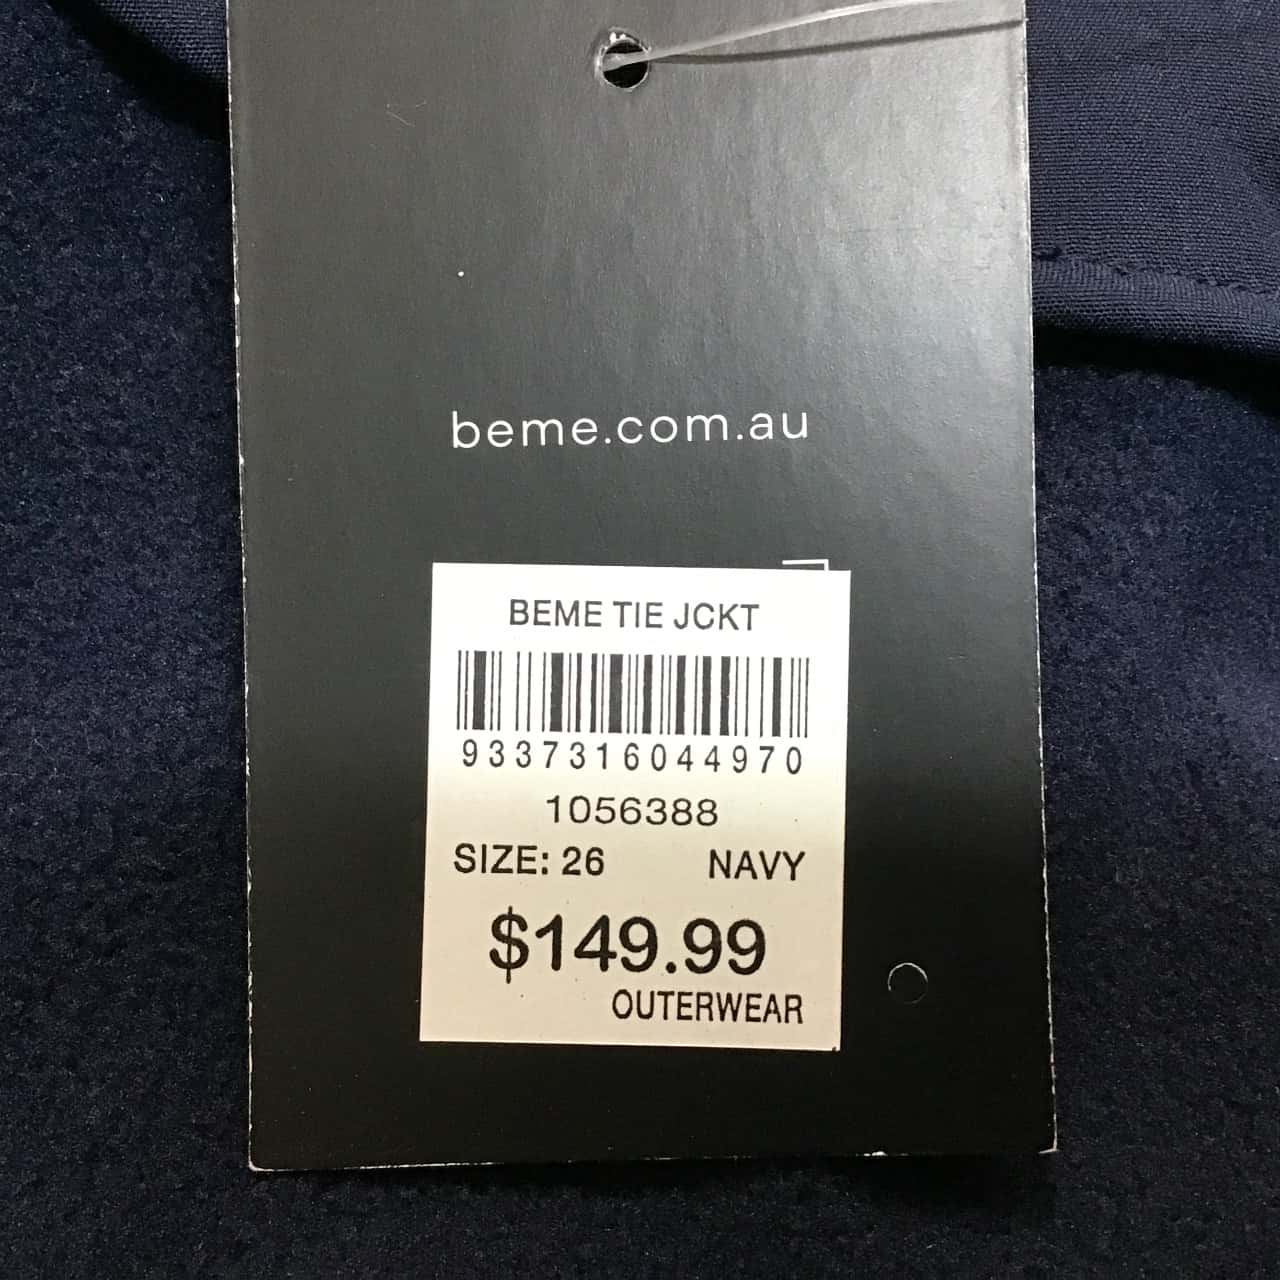 beme.com.au
BEME TIE JCKT
9337316044970
1056388
SIZE: 26 NAVY
$149.99
OUTERWEAR